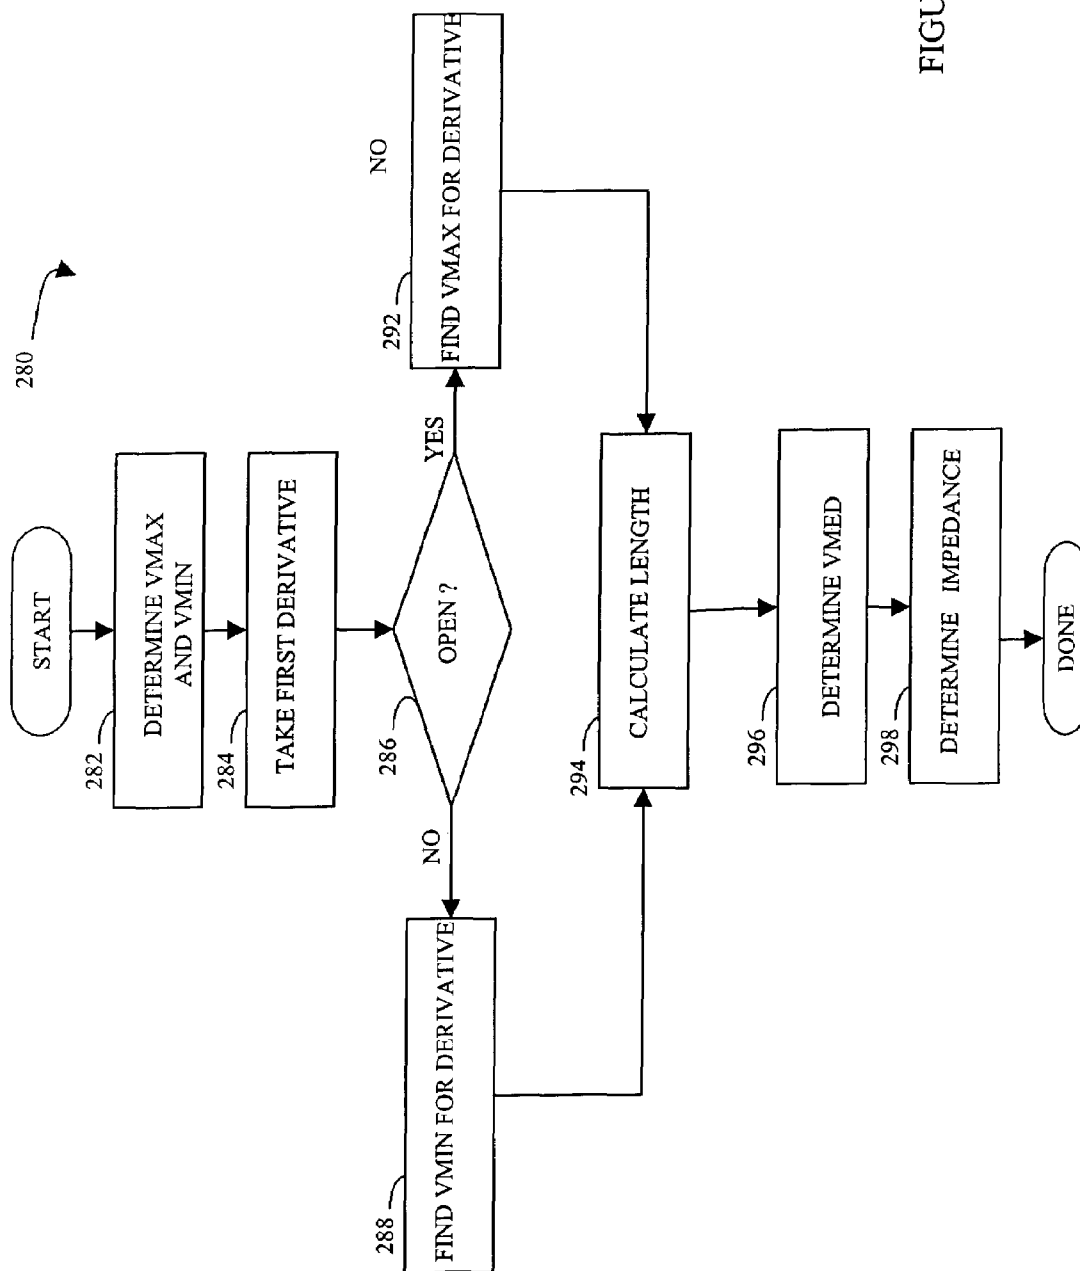 280
START
282
DETERMINE VMAX
AND VMIN
284
TAKE FIRST DERIVATIVE
286
OPEN ?
NO
YES
NO
288
FIND VMIN FOR DERIVATIVE
292
FIND VMAX FOR DERIVATIVE
294
CALCULATE LENGTH
296
DETERMINE VMED
298
DETERMINE IMPEDANCE
DONE